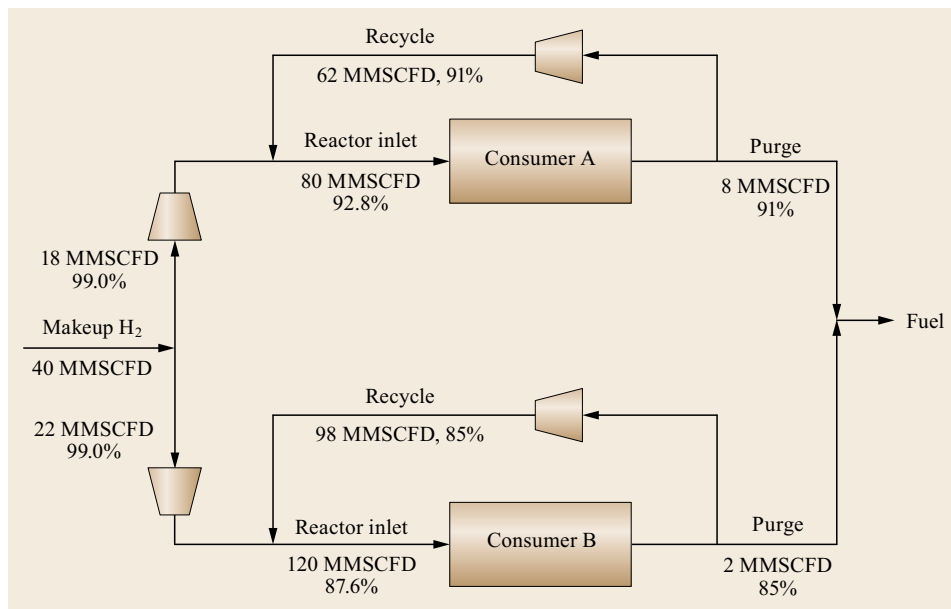 Recycle
62 MMSCFD, 91%
Reactor inlet
80 MMSCFD
92.8%
Consumer A
Purge
8 MMSCFD
91%
18 MMSCFD
99.0%
Makeup H₂
40 MMSCFD
Fuel
22 MMSCFD
99.0%
Recycle
98 MMSCFD, 85%
Reactor inlet
120 MMSCFD
87.6%
Consumer B
Purge
2 MMSCFD
85%